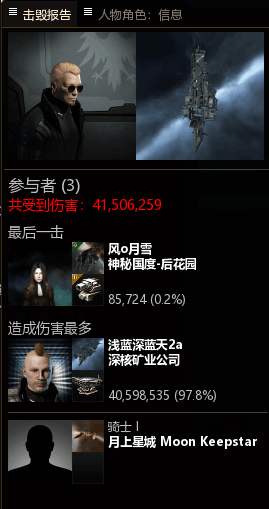 击毁报告
人物角色：信息
参与者 (3)
共受到伤害：41,506,259
最后一击
风o月雪
神秘国度-后花园
85,724 (0.2%)
造成伤害最多
浅蓝深蓝天2a
深核矿业公司
40,598,535 (97.8%)
骑士 I
月上星城 Moon Keepstar